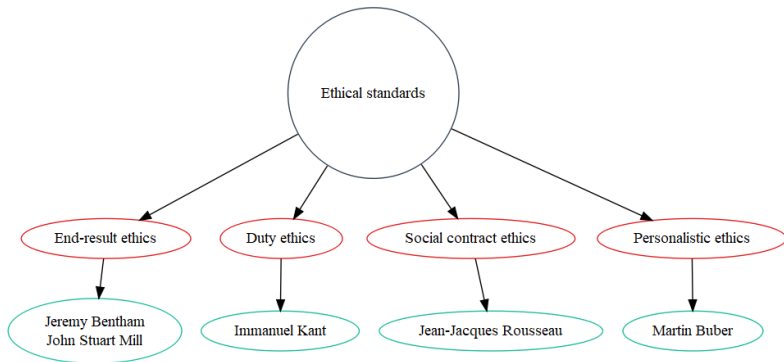 Ethical standards
End-result ethics
Duty ethics
Social contract ethics
Personalistic ethics
Jeremy Bentham
John Stuart Mill
Immanuel Kant
Jean-Jacques Rousseau
Martin Buber